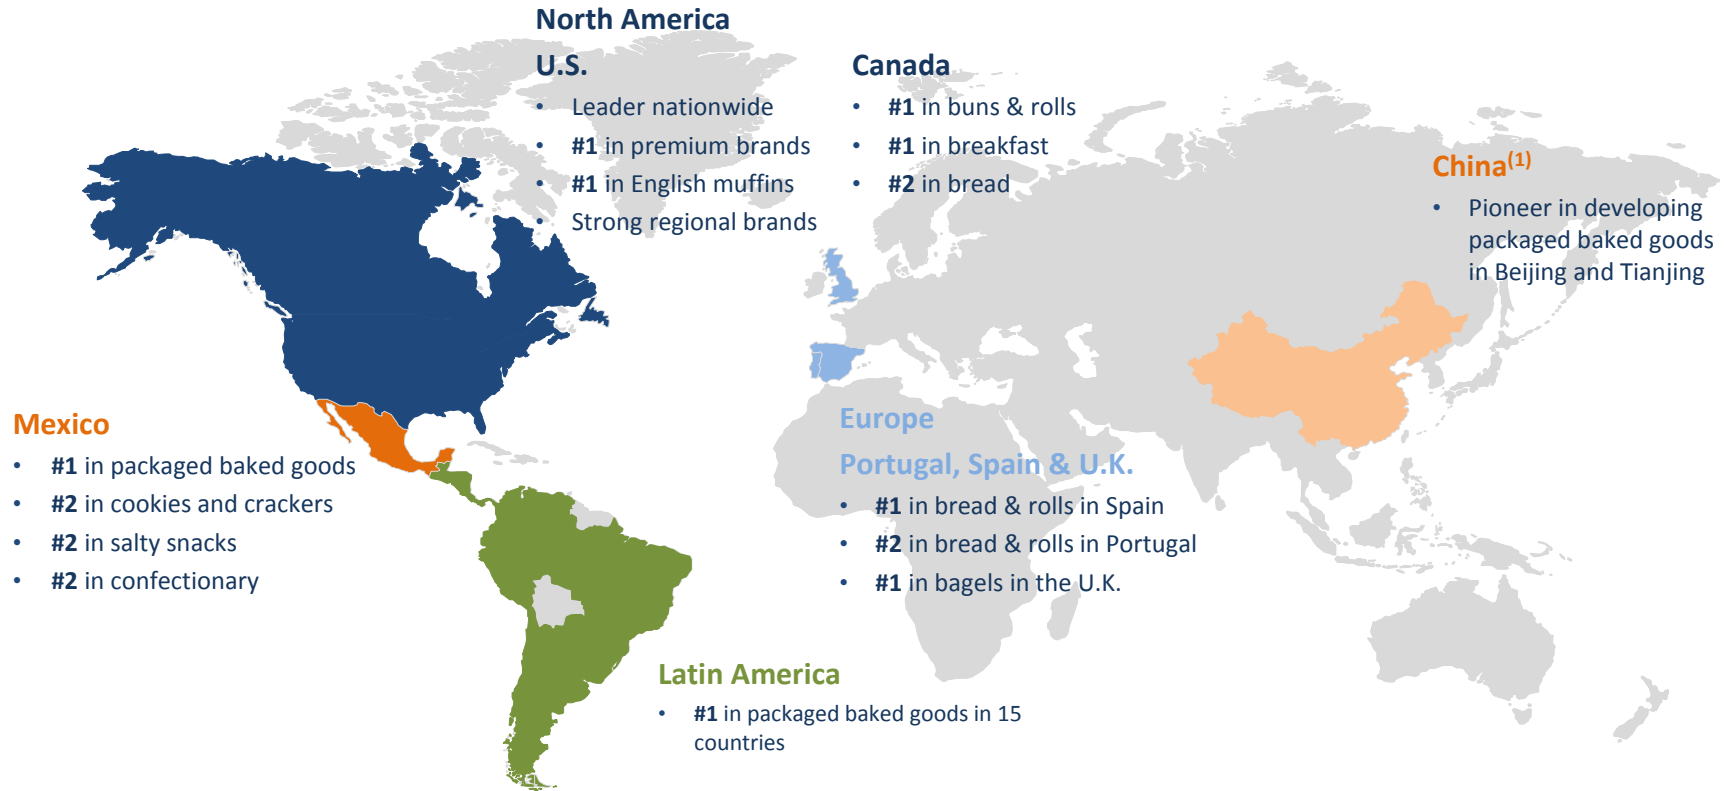 North America
U.S.
• Leader nationwide
• #1 in premium brands
• #1 in English muffins
• Strong regional brands
Canada
• #1 in buns & rolls
• #1 in breakfast
• #2 in bread
China(1)
• Pioneer in developing
packaged baked goods
in Beijing and Tianjing
Mexico
• #1 in packaged baked goods
• #2 in cookies and crackers
• #2 in salty snacks
• #2 in confectionary
Europe
Portugal, Spain & U.K.
• #1 in bread & rolls in Spain
• #2 in bread & rolls in Portugal
• #1 in bagels in the U.K.
Latin America
• #1 in packaged baked goods in 15
countries